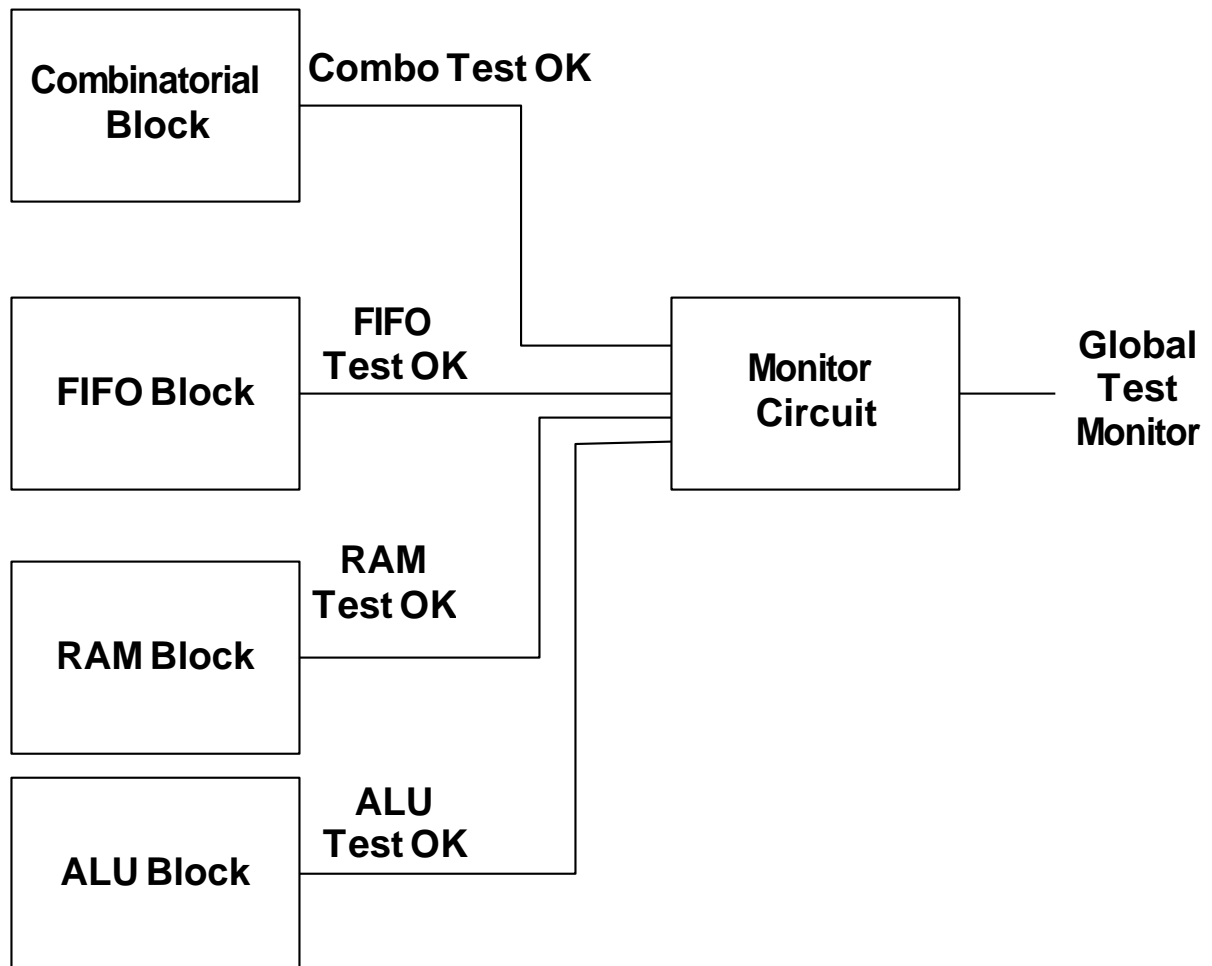 Combinatorial
Block
Combo Test OK
FIFO Block
FIFO
Test OK
Monitor
Circuit
Global
Test
Monitor
RAM Block
RAM
Test OK
ALU Block
ALU
Test OK